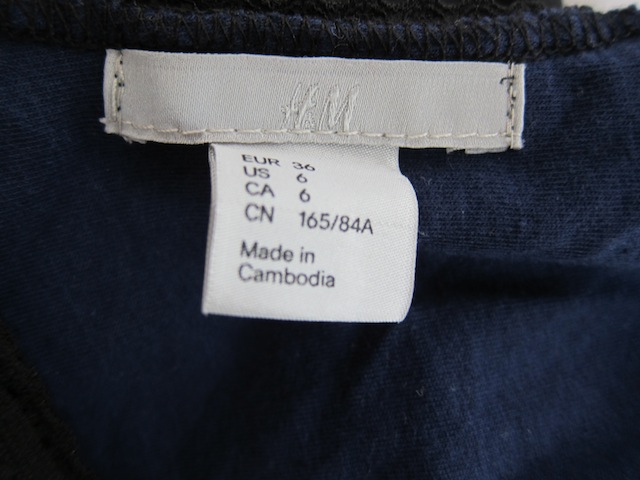 H&M
EUR 36
US 6
CA 6
CN 165/84A
Made in
Cambodia